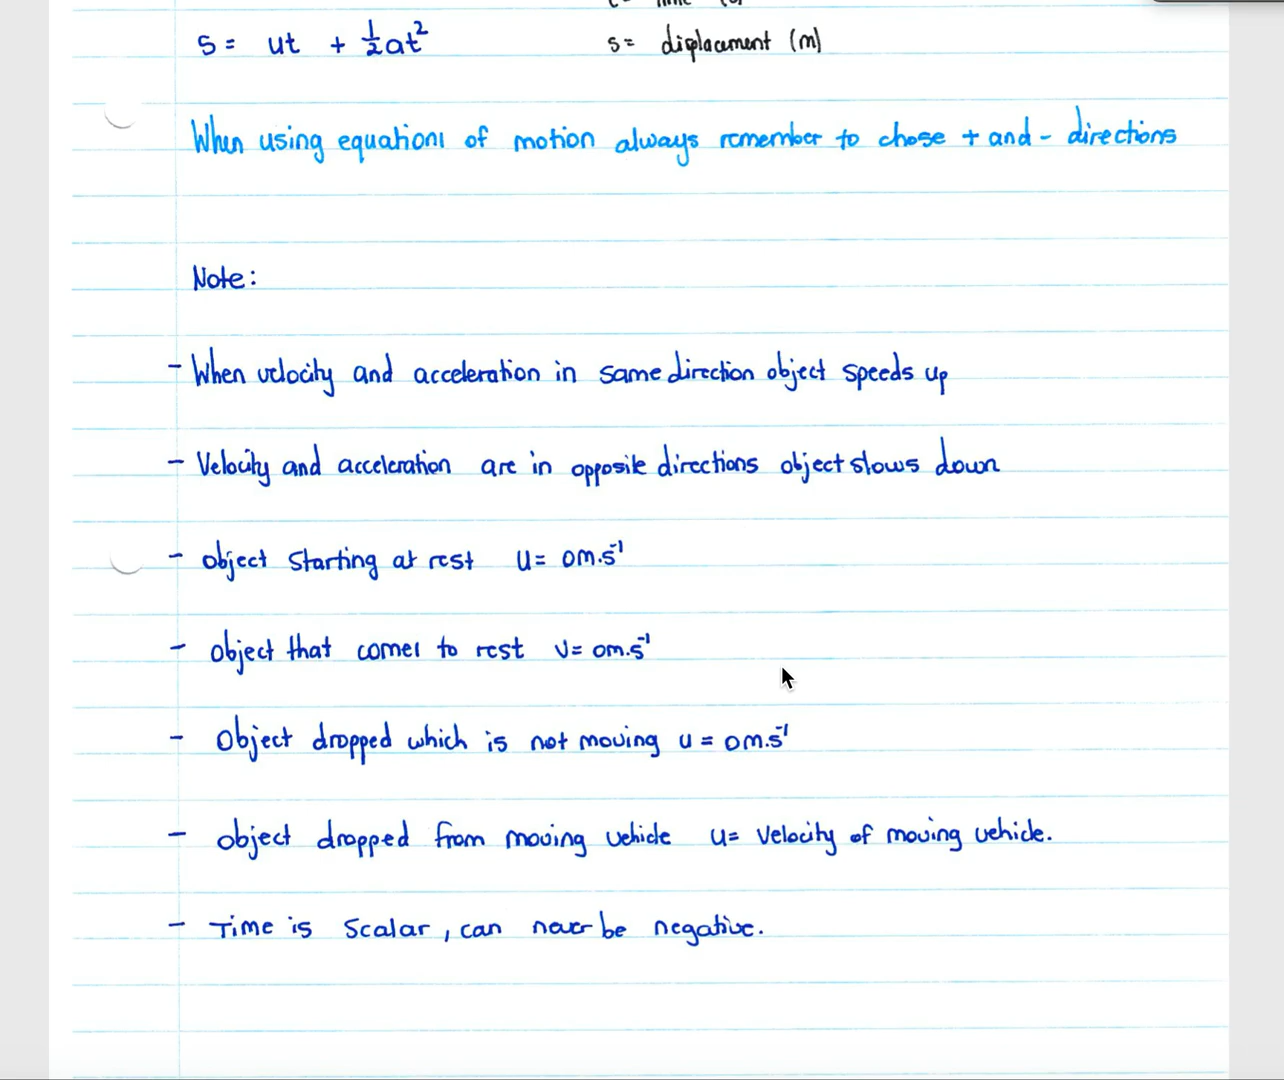 s = ut + ½at²
s = displacement (m)
When using equations of motion always remember to chose + and - directions
Note:
- When velocity and acceleration in same direction object speeds up
- Velocity and acceleration are in opposite directions object slows down
- object starting at rest u= 0m.s⁻¹
- object that comes to rest v= 0m.s⁻¹
- Object dropped which is not moving u = 0m.s⁻¹
- object dropped from moving vehicle u= velocity of moving vehicle.
- Time is scalar, can never be negative.